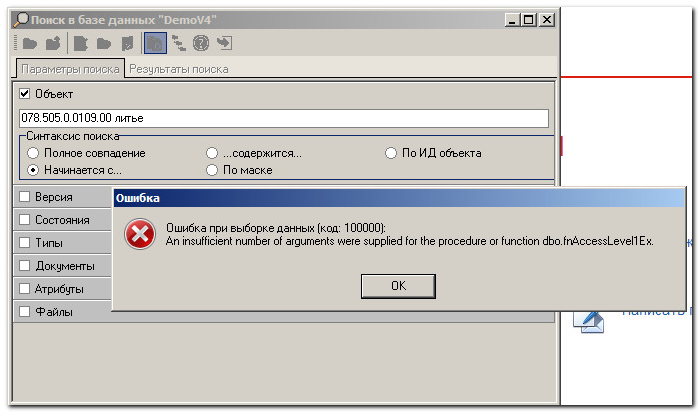 Поиск в базе данных "DemoV4"
Параметры поиска Результаты поиска
Объект
078.505.0.0109.00 литье
Синтаксис поиска
Полное совпадение ...содержится... По ИД объекта
Начинается с... По маске
Версия
Ошибка
Состояния
Ошибка при выборке данных (код: 100000):
An insufficient number of arguments were supplied for the procedure or function dbo.fnAccessLevel1Ex.
Типы
Документы
OK
Атрибуты
Файлы